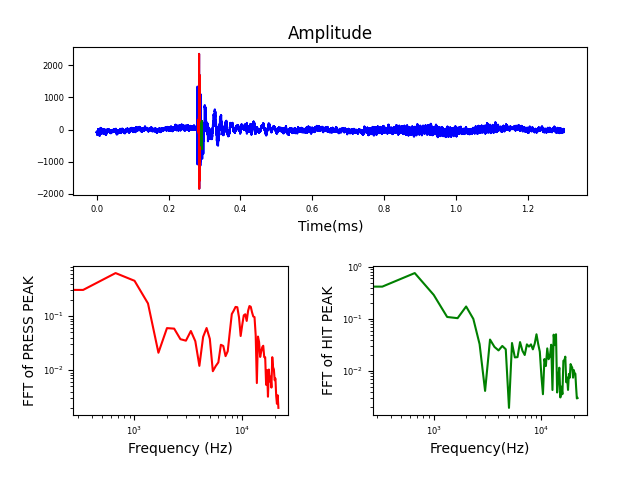 Amplitude
2000
1000
0
−1000
−2000
0.0 0.2 0.4 0.6 0.8 1.0 1.2
Time(ms)
FFT of PRESS PEAK
10⁻¹
10⁻²
10³ 10⁴
Frequency (Hz)
FFT of HIT PEAK
10⁰
10⁻¹
10⁻²
10³ 10⁴
Frequency(Hz)